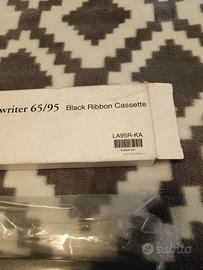 writer 65/95 Black Ribbon Cassette
LA95R-KA
subito